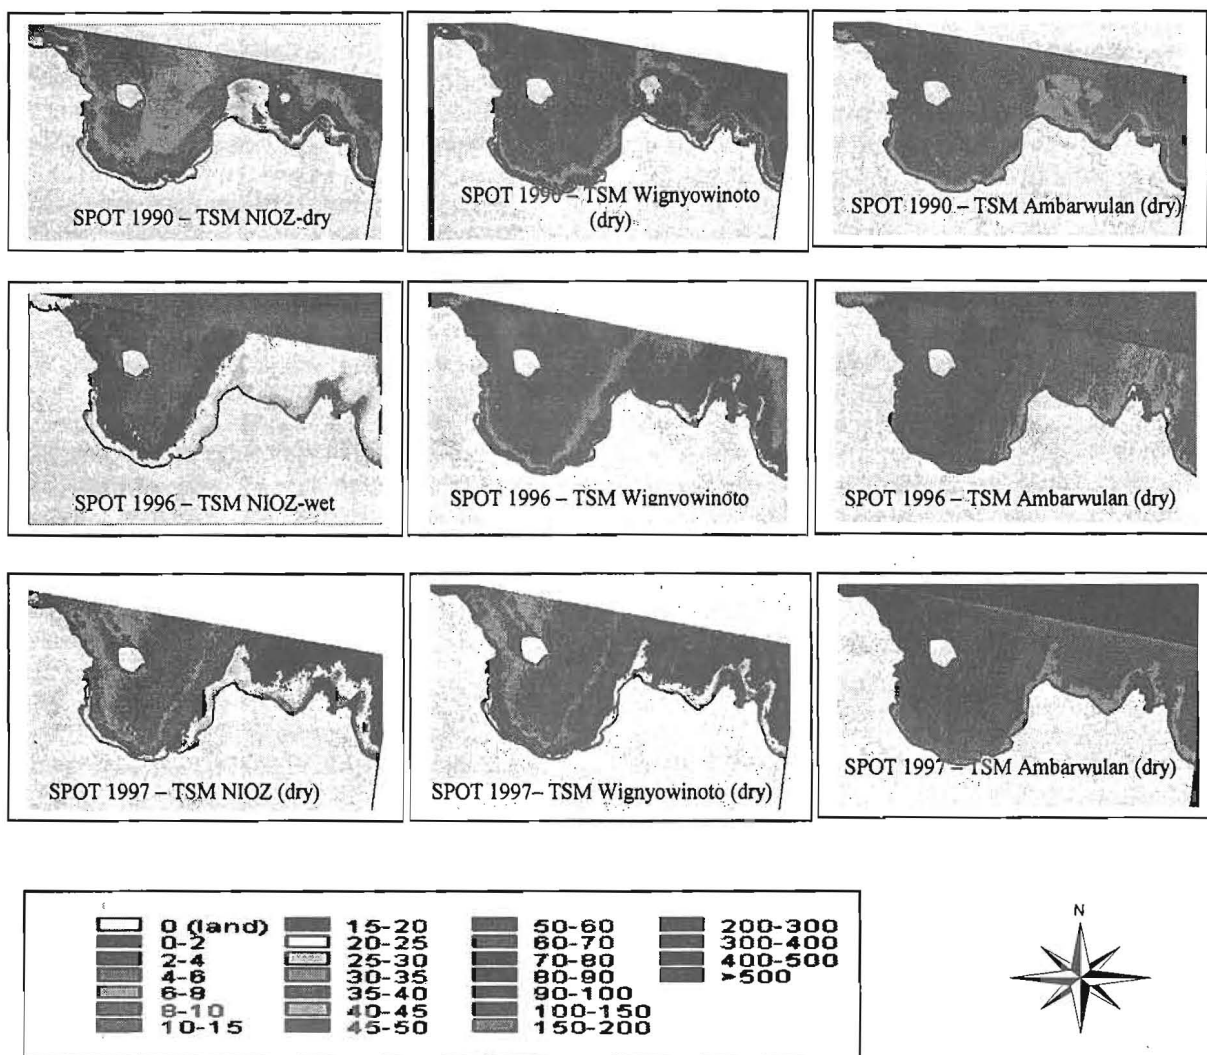 SPOT 1990 – TSM NIOZ-dry
SPOT 1990 – TSM Wignyowinoto
(dry)
SPOT 1990 – TSM Ambarwulan (dry)
SPOT 1996 – TSM NIOZ-wet
SPOT 1996 – TSM Wignyowinoto
SPOT 1996 – TSM Ambarwulan (dry)
SPOT 1997 – TSM NIOZ (dry)
SPOT 1997– TSM Wignyowinoto (dry)
SPOT 1997 – TSM Ambarwulan (dry)
0 (land)
0-2
2-4
4-6
6-8
8-10
10-15
15-20
20-25
25-30
30-35
35-40
40-45
45-50
50-60
60-70
70-80
80-90
90-100
100-150
150-200
200-300
300-400
400-500
>500
N